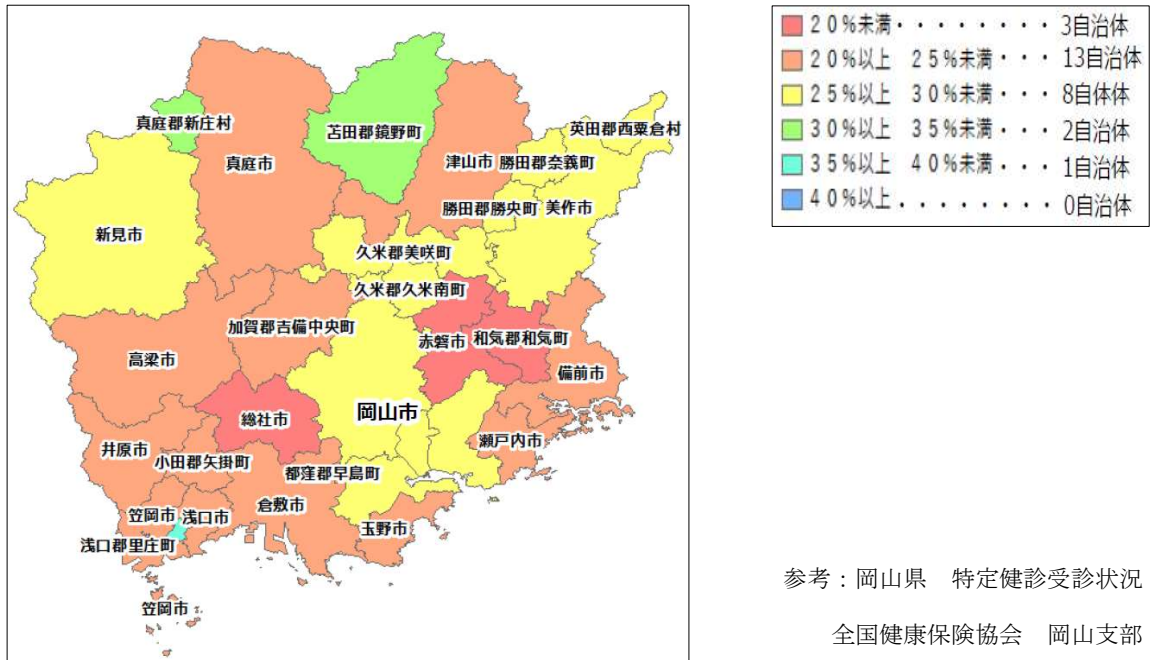 真庭郡新庄村
苫田郡鏡野町
英田郡西粟倉村
真庭市
津山市
勝田郡奈義町
勝田郡勝央町
美作市
新見市
久米郡美咲町
久米郡久米南町
加賀郡吉備中央町
赤磐市
和気郡和気町
高梁市
備前市
総社市
岡山市
井原市
瀬戸内市
小田郡矢掛町
都窪郡早島町
倉敷市
笠岡市
浅口市
玉野市
浅口郡里庄町
笠岡市
20%未満・・・・・・・・3自治体
20%以上 25%未満・・・13自治体
25%以上 30%未満・・・8自体体
30%以上 35%未満・・・2自治体
35%以上 40%未満・・・1自治体
40%以上........0自治体
参考:岡山県 特定健診受診状況
全国健康保険協会 岡山支部